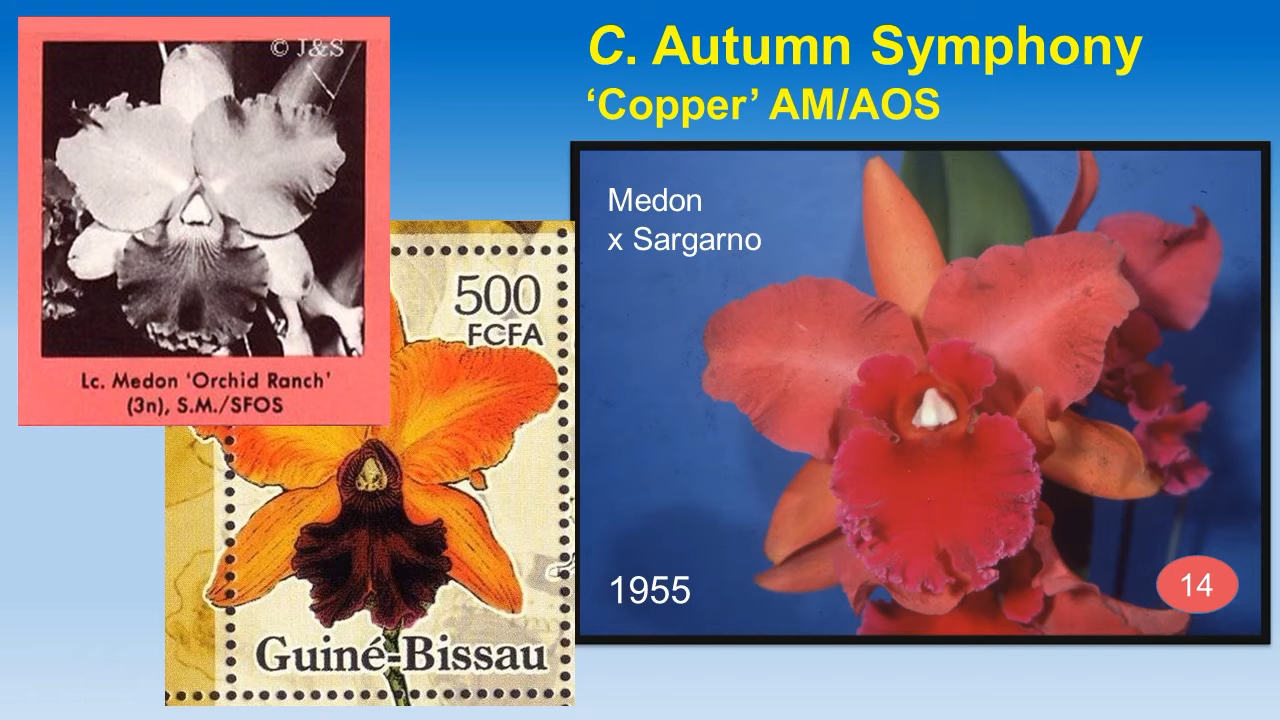 © J&S
Lc. Medon 'Orchid Ranch'
(3n), S.M./SFOS
500
FCFA
Guiné-Bissau
C. Autumn Symphony
‘Copper’ AM/AOS
Medon
x Sargarno
1955
14